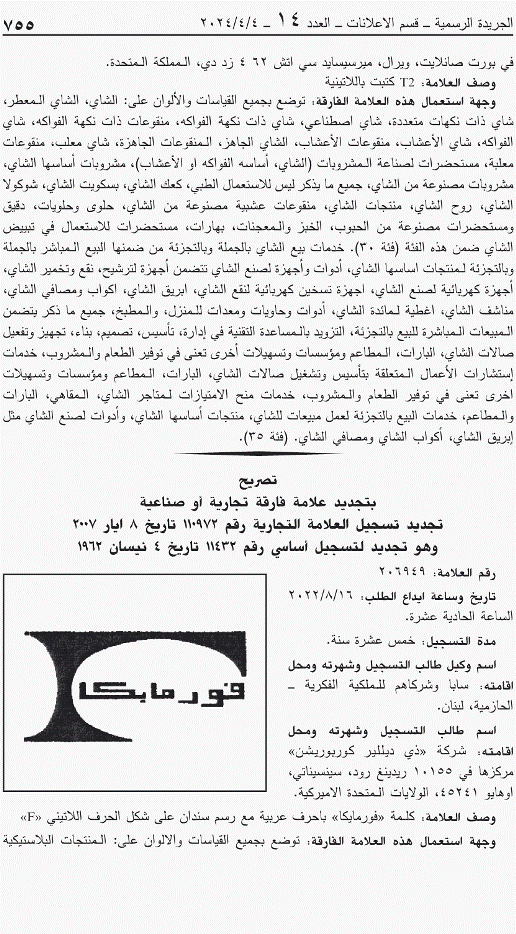 الجريدة الرسمية ــ قسم الاعلانات ــ العدد ١٤ ــ ٢٠٢٤/٤/٤
٧٥٥
في بورت صانلايت، ويرال، ميرسيسايد سي اتش ٦٢ ٤ زد دي، المملكة المتحدة.
وصف العلامة: T2 كتبت باللاتينية
وجهة استعمال هذه العلامة الفارقة: توضع بجميع القياسات والألوان على: الشاي، الشاي المعطر،
شاي ذات نكهات متعددة، شاي اصطناعي، شاي ذات نكهة الفواكه، منقوعات ذات نكهة الفواكه، شاي
الفواكه، شاي الأعشاب، منقوعات الأعشاب، الشاي الجاهز، المنقوعات الجاهزة، شاي معلب، منقوعات
معلبة، مستحضرات لصناعة المشروبات (الشاي، أساسه الفواكه او الأعشاب)، مشروبات أساسها الشاي،
مشروبات مصنوعة من الشاي، جميع ما يذكر ليس للاستعمال الطبي، كعك الشاي، بسكويت الشاي، شوكولا
الشاي، روح الشاي، منتجات الشاي، منقوعات عشبية مصنوعة من الشاي، حلوى وحلويات، دقيق
ومستحضرات مصنوعة من الحبوب، الخبز والمعجنات، بهارات، مستحضرات للاستعمال في تبييض
الشاي ضمن هذه الفئة (فئة ٣٠). خدمات بيع الشاي بالجملة وبالتجزئة من ضمنها البيع المباشر بالجملة
وبالتجزئة لمنتجات اساسها الشاي، أدوات وأجهزة لصنع الشاي تتضمن أجهزة لترشيح، نقع وتخمير الشاي،
أجهزة كهربائية لصنع الشاي، اجهزة تسخين كهربائية لنقع الشاي، ابريق الشاي، اكواب ومصافي الشاي،
مناشف الشاي، اغطية لمائدة الشاي، أدوات وحاويات ومعدات للمنزل، والمطبخ، جميع ما ذكر يتضمن
المبيعات المباشرة للبيع بالتجزئة، التزويد بالمساعدة التقنية في إدارة، تأسيس، تصميم، بناء، تجهيز وتفعيل
صالات الشاي، البارات، المطاعم ومؤسسات وتسهيلات أخرى تعنى في توفير الطعام والمشروب، خدمات
إستشارات الأعمال المتعلقة بتأسيس وتشغيل صالات الشاي، البارات، المطاعم ومؤسسات وتسهيلات
اخرى تعنى في توفير الطعام والمشروب، خدمات منح الامتيازات لمتاجر الشاي، المقاهي، البارات
والمطاعم، خدمات البيع بالتجزئة لعمل مبيعات للشاي، منتجات أساسها الشاي، وأدوات لصنع الشاي مثل
إبريق الشاي، أكواب الشاي ومصافي الشاي. (فئة ٣٥).
تصريح
بتجديد علامة فارقة تجارية أو صناعية
تجديد تسجيل العلامة التجارية رقم ١١٠٩٧٢ تاريخ ٨ ايار ٢٠٠٧
وهو تجديد لتسجيل أساسي رقم ١١٤٣٢ تاريخ ٤ نيسان ١٩٦٢
رقم العلامة: ٢٠٦٩٤٩
تاريخ وساعة ايداع الطلب: ٢٠٢٢/٨/١٦
الساعة الحادية عشرة.
مدة التسجيل: خمس عشرة سنة.
اسم وكيل طالب التسجيل وشهرته ومحل
اقامته: سابا وشركاهم للملكية الفكرية ــ
الحازمية، لبنان.
اسم طالب التسجيل وشهرته ومحل
اقامته: شركة «ذي ديللير كوربوريشن»
مركزها في ١٠١٥٥ ريدينغ رود، سينسيناتي،
اوهايو ٤٥٢٤١، الولايات المتحدة الاميركية.
فورمايكا
وصف العلامة: كلمة «فورمايكا» باحرف عربية مع رسم سندان على شكل الحرف اللاتيني «F»
وجهة استعمال هذه العلامة الفارقة: توضع بجميع القياسات والالوان على: المنتجات البلاستيكية